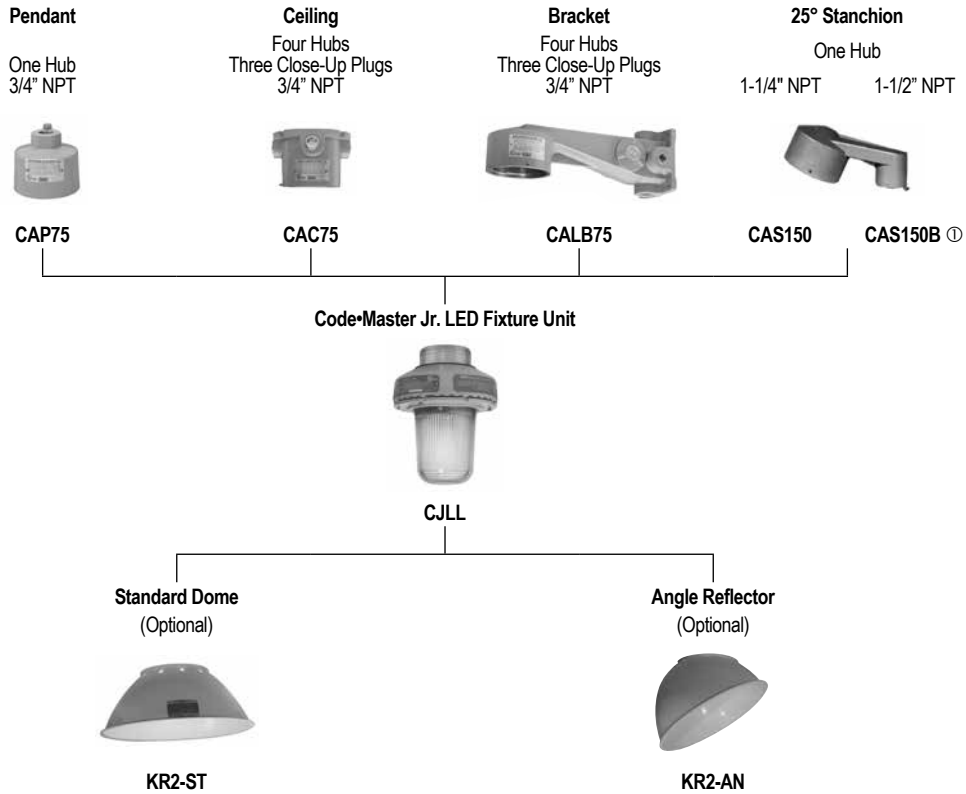 Pendant
One Hub
3/4” NPT
Ceiling
Four Hubs
Three Close-Up Plugs
3/4” NPT
Bracket
Four Hubs
Three Close-Up Plugs
3/4” NPT
25° Stanchion
One Hub
1-1/4" NPT 1-1/2” NPT
CAP75
CAC75
CALB75
CAS150
CAS150B ①
Code•Master Jr. LED Fixture Unit
CJLL
Standard Dome
(Optional)
KR2-ST
Angle Reflector
(Optional)
KR2-AN